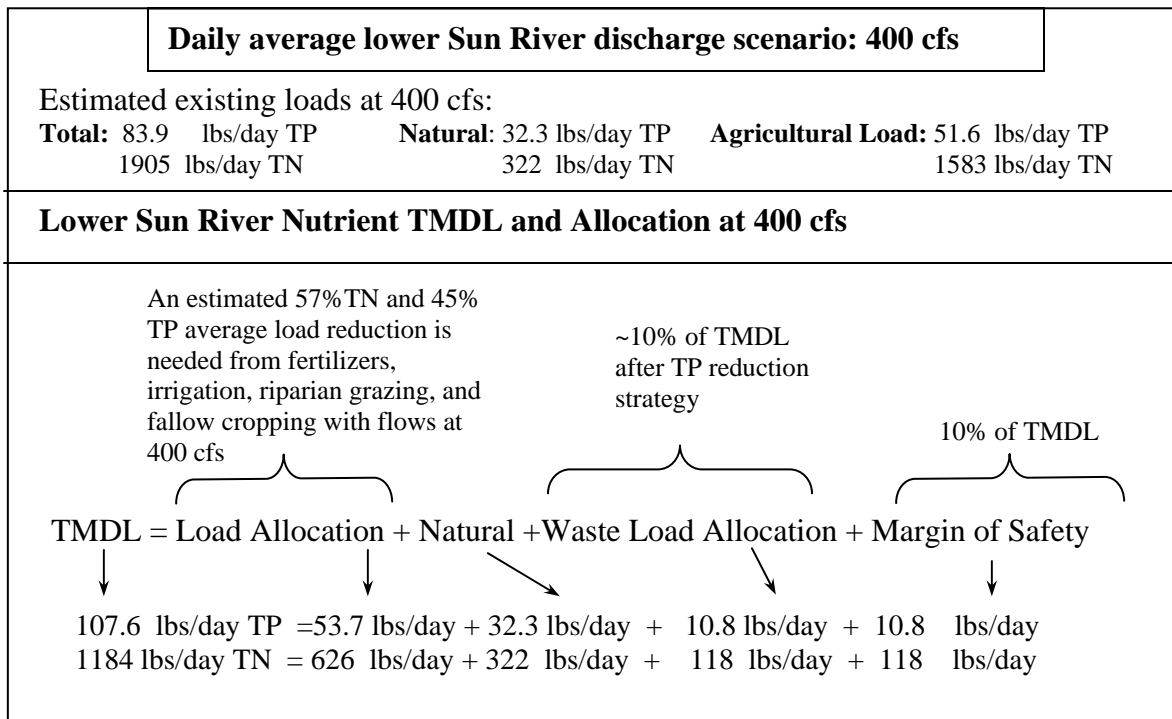 Daily average lower Sun River discharge scenario: 400 cfs
Estimated existing loads at 400 cfs:
Total: 83.9 lbs/day TP Natural: 32.3 lbs/day TP Agricultural Load: 51.6 lbs/day TP
1905 lbs/day TN 322 lbs/day TN 1583 lbs/day TN
Lower Sun River Nutrient TMDL and Allocation at 400 cfs
An estimated 57%TN and 45%
TP average load reduction is
needed from fertilizers,
irrigation, riparian grazing, and
fallow cropping with flows at
400 cfs
~10% of TMDL
after TP reduction
strategy
10% of TMDL
TMDL = Load Allocation + Natural +Waste Load Allocation + Margin of Safety
107.6 lbs/day TP =53.7 lbs/day + 32.3 lbs/day + 10.8 lbs/day + 10.8 lbs/day
1184 lbs/day TN = 626 lbs/day + 322 lbs/day + 118 lbs/day + 118 lbs/day